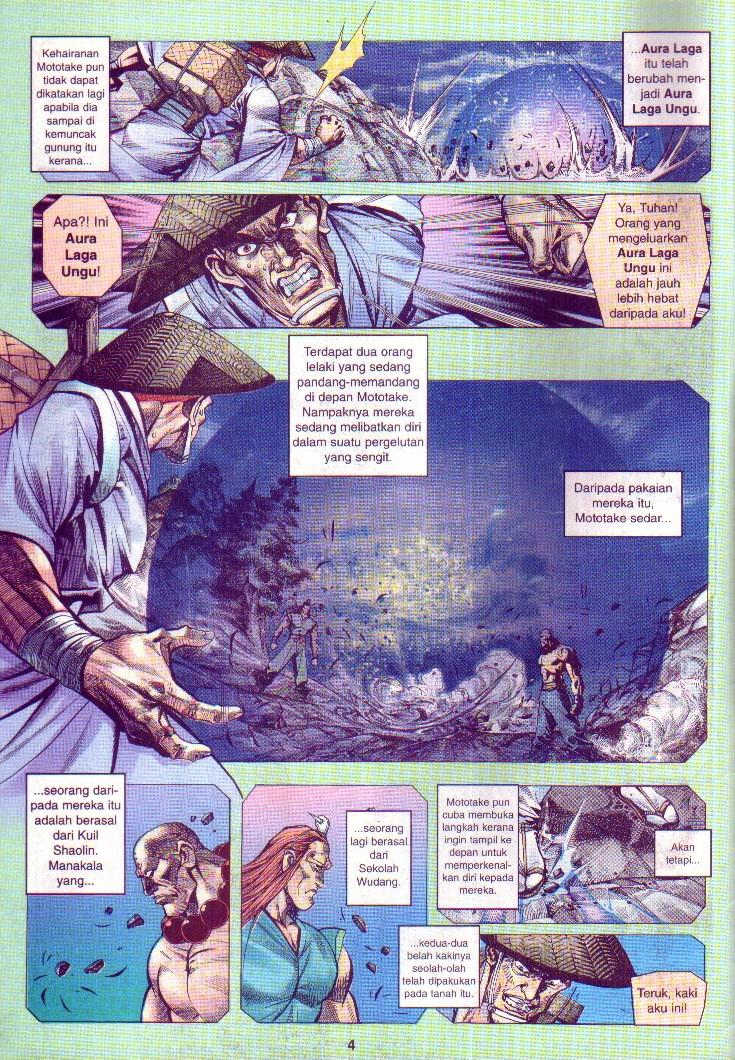 Kehairanan
Mototake pun
tidak dapat
dikatakan lagi
apabila dia
sampai di
kemuncak
gunung itu
kerana...
...Aura Laga
itu telah
berubah men-
jadi Aura
Laga Ungu.
Apa?! Ini
Aura
Laga
Ungu!
Ya, Tuhan!
Orang yang
mengeluarkan
Aura Laga
Ungu ini
adalah jauh
lebih hebat
daripada aku!
Terdapat dua orang
lelaki yang sedang
pandang-memandang
di depan Mototake.
Nampaknya mereka
sedang melibatkan diri
dalam suatu pergelutan
yang sengit.
Daripada pakaian
mereka itu,
Mototake sedar...
...seorang dari-
pada mereka itu
adalah berasal
dari Kuil
Shaolin.
Manakala
yang...
...seorang
lagi berasal
dari
Sekolah
Wudang.
Mototake pun
cuba membuka
langkah kerana
ingin tampil ke
depan untuk
memperkenal-
kan diri kepada
mereka.
Akan
tetapi...
...kedua-dua
belah kakinya
seolah-olah
telah dipakukan
pada tanah itu.
Teruk, kaki
aku ini!
4